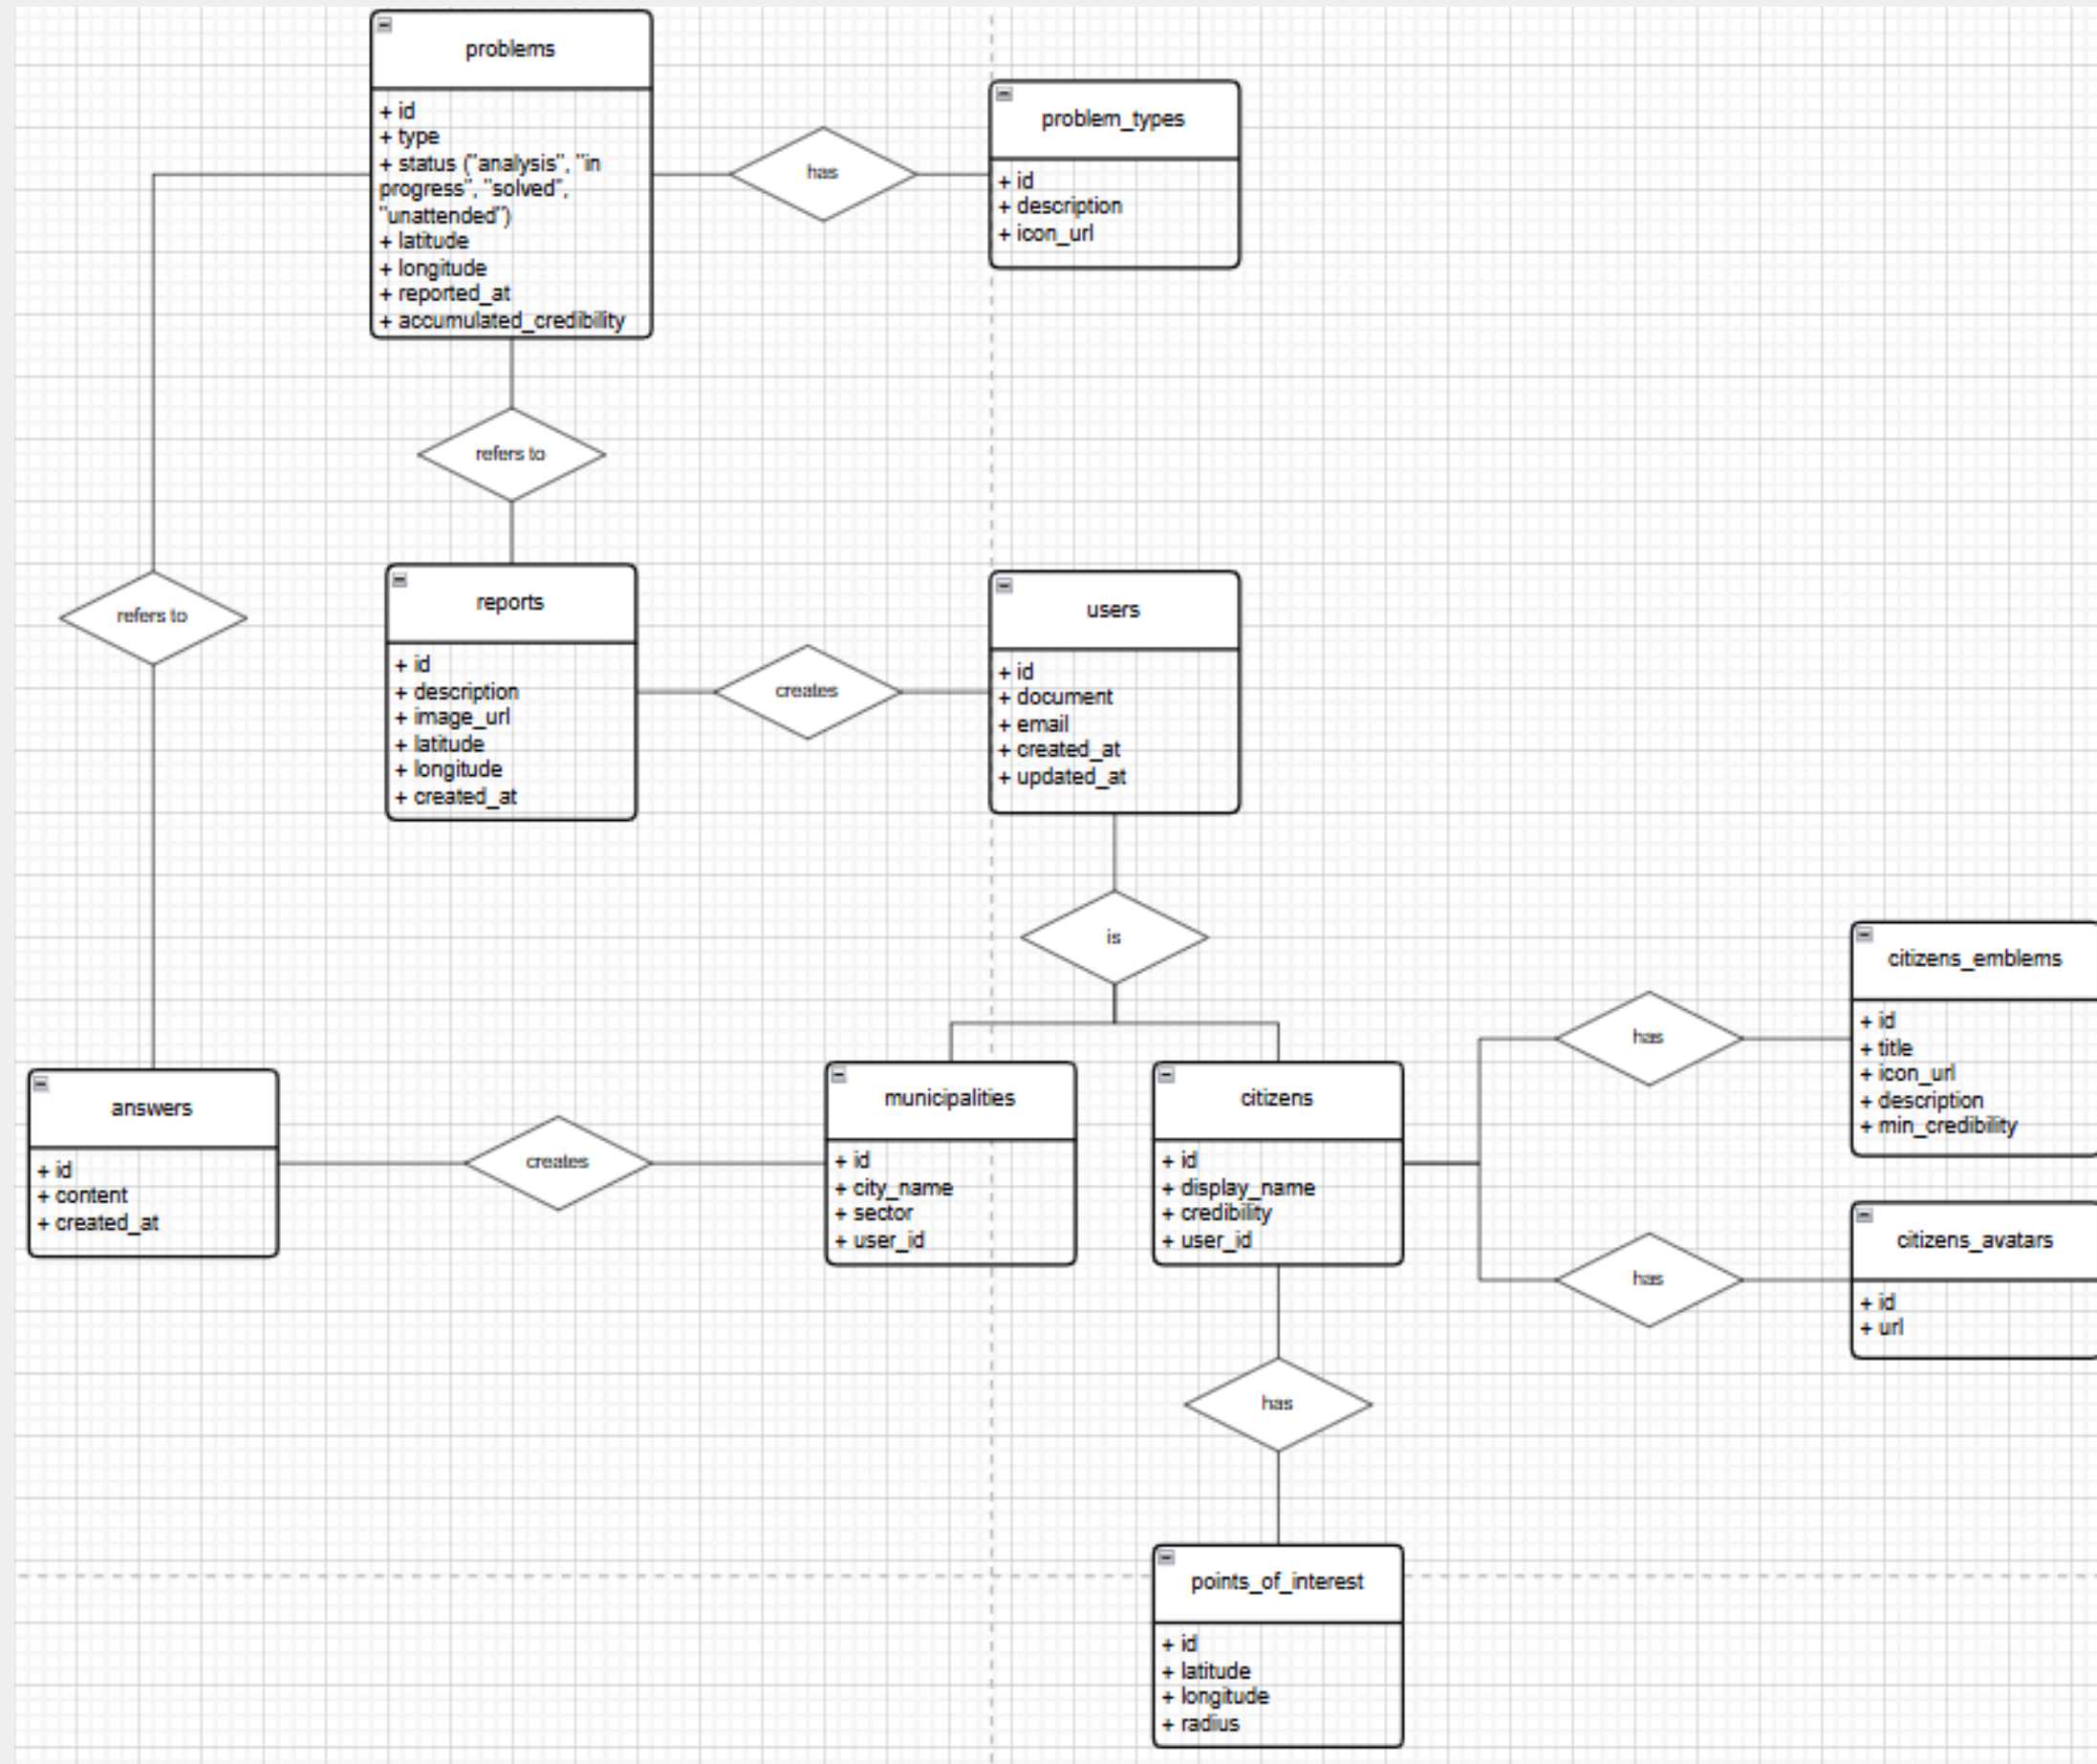 problems
+ id
+ type
+ status ("analysis", "in
progress", "solved",
"unattended")
+ latitude
+ longitude
+ reported_at
+ accumulated_credibility
has
problem_types
+ id
+ description
+ icon_url
refers to
refers to
reports
+ id
+ description
+ image_url
+ latitude
+ longitude
+ created_at
creates
users
+ id
+ document
+ email
+ created_at
+ updated_at
is
answers
+ id
+ content
+ created_at
creates
municipalities
+ id
+ city_name
+ sector
+ user_id
citizens
+ id
+ display_name
+ credibility
+ user_id
has
citizens_emblems
+ id
+ title
+ icon_url
+ description
+ min_credibility
has
citizens_avatars
+ id
+ url
has
points_of_interest
+ id
+ latitude
+ longitude
+ radius